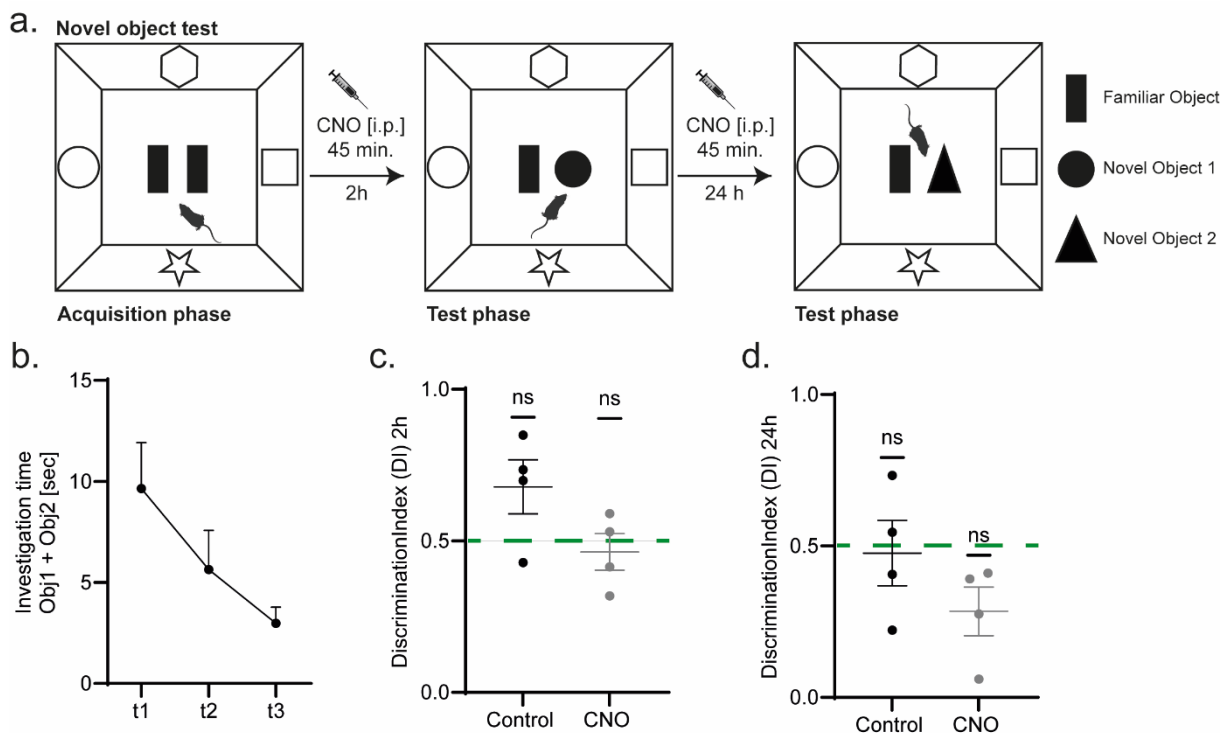 a.
Novel object test
CNO [i.p.]
45 min.
2h
CNO [i.p.]
45 min.
24 h
Familiar Object
Novel Object 1
Novel Object 2
Acquisition phase
Test phase
Test phase
b.
Investigation time
Obj1 + Obj2 [sec]
15
10
5
0
t1
t2
t3
c.
DiscriminationIndex (DI) 2h
1.0
0.5
0.0
ns
ns
Control
CNO
d.
DiscriminationIndex (DI) 24h
1.0
0.5
0.0
ns
ns
Control
CNO